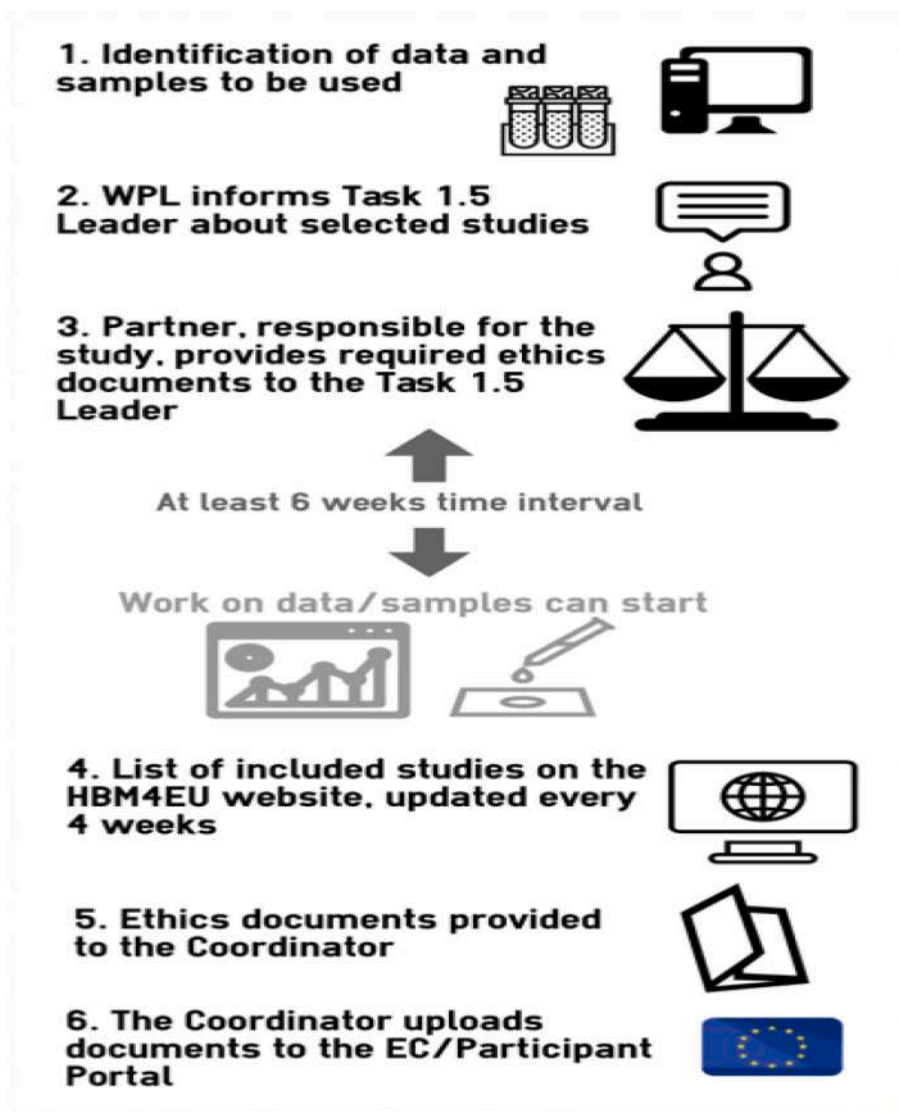 1. Identification of data and
samples to be used
2. WPL informs Task 1.5
Leader about selected studies
3. Partner, responsible for the
study, provides required ethics
documents to the Task 1.5
Leader
At least 6 weeks time interval
Work on data/samples can start
4. List of included studies on the
HBM4EU website, updated every
4 weeks
5. Ethics documents provided
to the Coordinator
6. The Coordinator uploads
documents to the EC/Participant
Portal